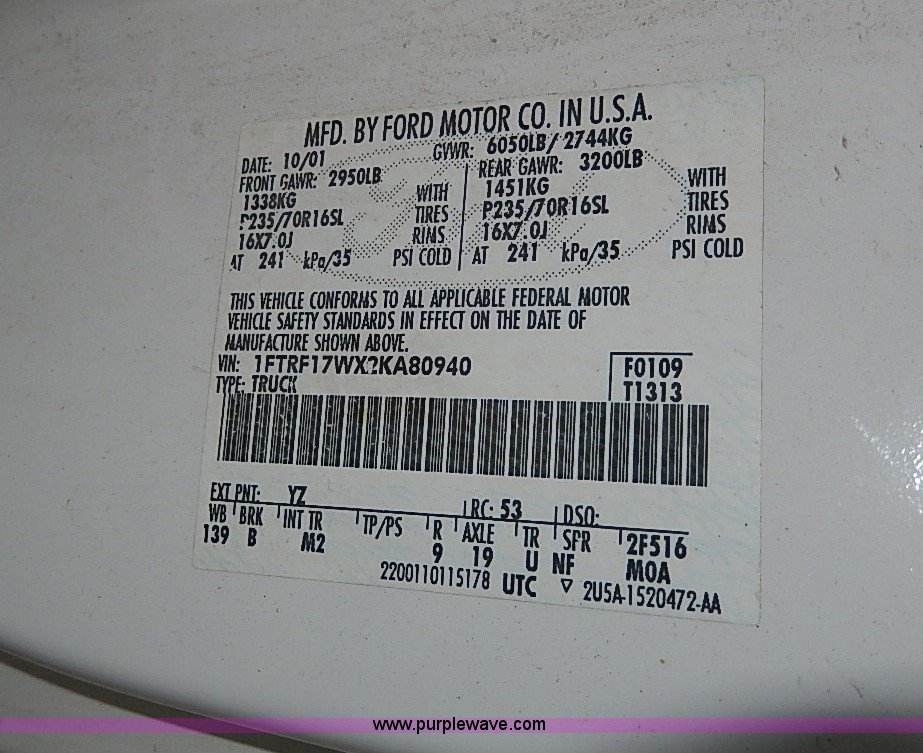 MFD. BY FORD MOTOR CO. IN U.S.A.
DATE: 10/01 GVWR: 6050LB/ 2744KG
FRONT GAWR: 2950LB REAR GAWR: 3200LB
1338KG WITH 1451KG WITH
P235/70R16SL TIRES P235/70R16SL TIRES
16X7.0J RIMS 16X7.0J RIMS
AT 241 kPa/35 PSI COLD AT 241 kPa/35 PSI COLD
THIS VEHICLE CONFORMS TO ALL APPLICABLE FEDERAL MOTOR
VEHICLE SAFETY STANDARDS IN EFFECT ON THE DATE OF
MANUFACTURE SHOWN ABOVE.
VIN: 1FTRF17WX2KA80940 F0109
TYPE: TRUCK T1313
EXT PNT: YZ RC: 53 DSO:
WB BRK INT TR TP/PS R AXLE TR SPR 2F516
139 B M2 9 19 U NF MOA
2200110115178 UTC ▽ 2U5A-1520472-AA
www.purplewave.com